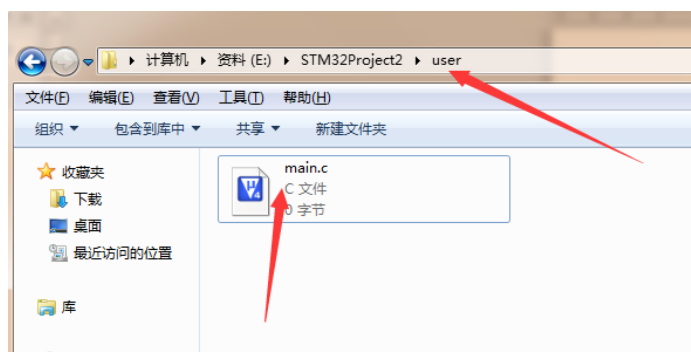 计算机 资料 (E:) STM32Project2 user
文件(F) 编辑(E) 查看(V) 工具(T) 帮助(H)
组织 包含到库中 共享 新建文件夹
收藏夹
下载
桌面
最近访问的位置
库
main.c
C 文件
0 字节